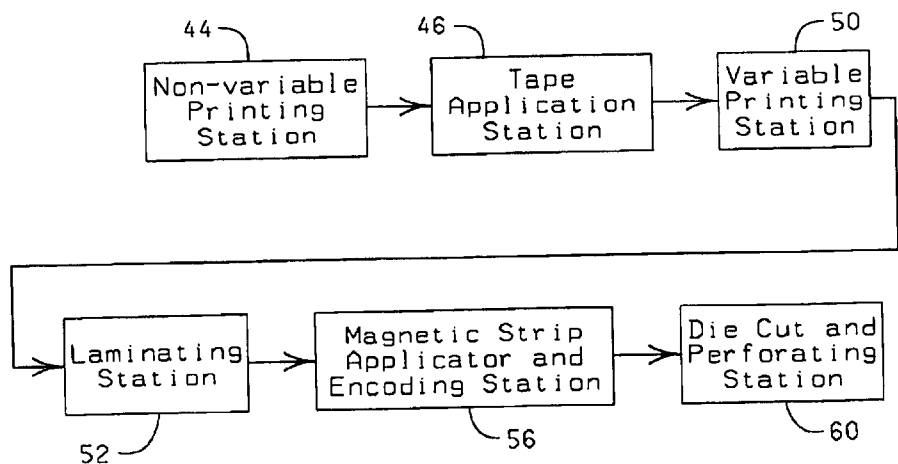 44
46
50
Non-variable
Printing
Station
Tape
Application
Station
Variable
Printing
Station
Laminating
Station
Magnetic Strip
Applicator and
Encoding Station
Die Cut and
Perforating
Station
52
56
60